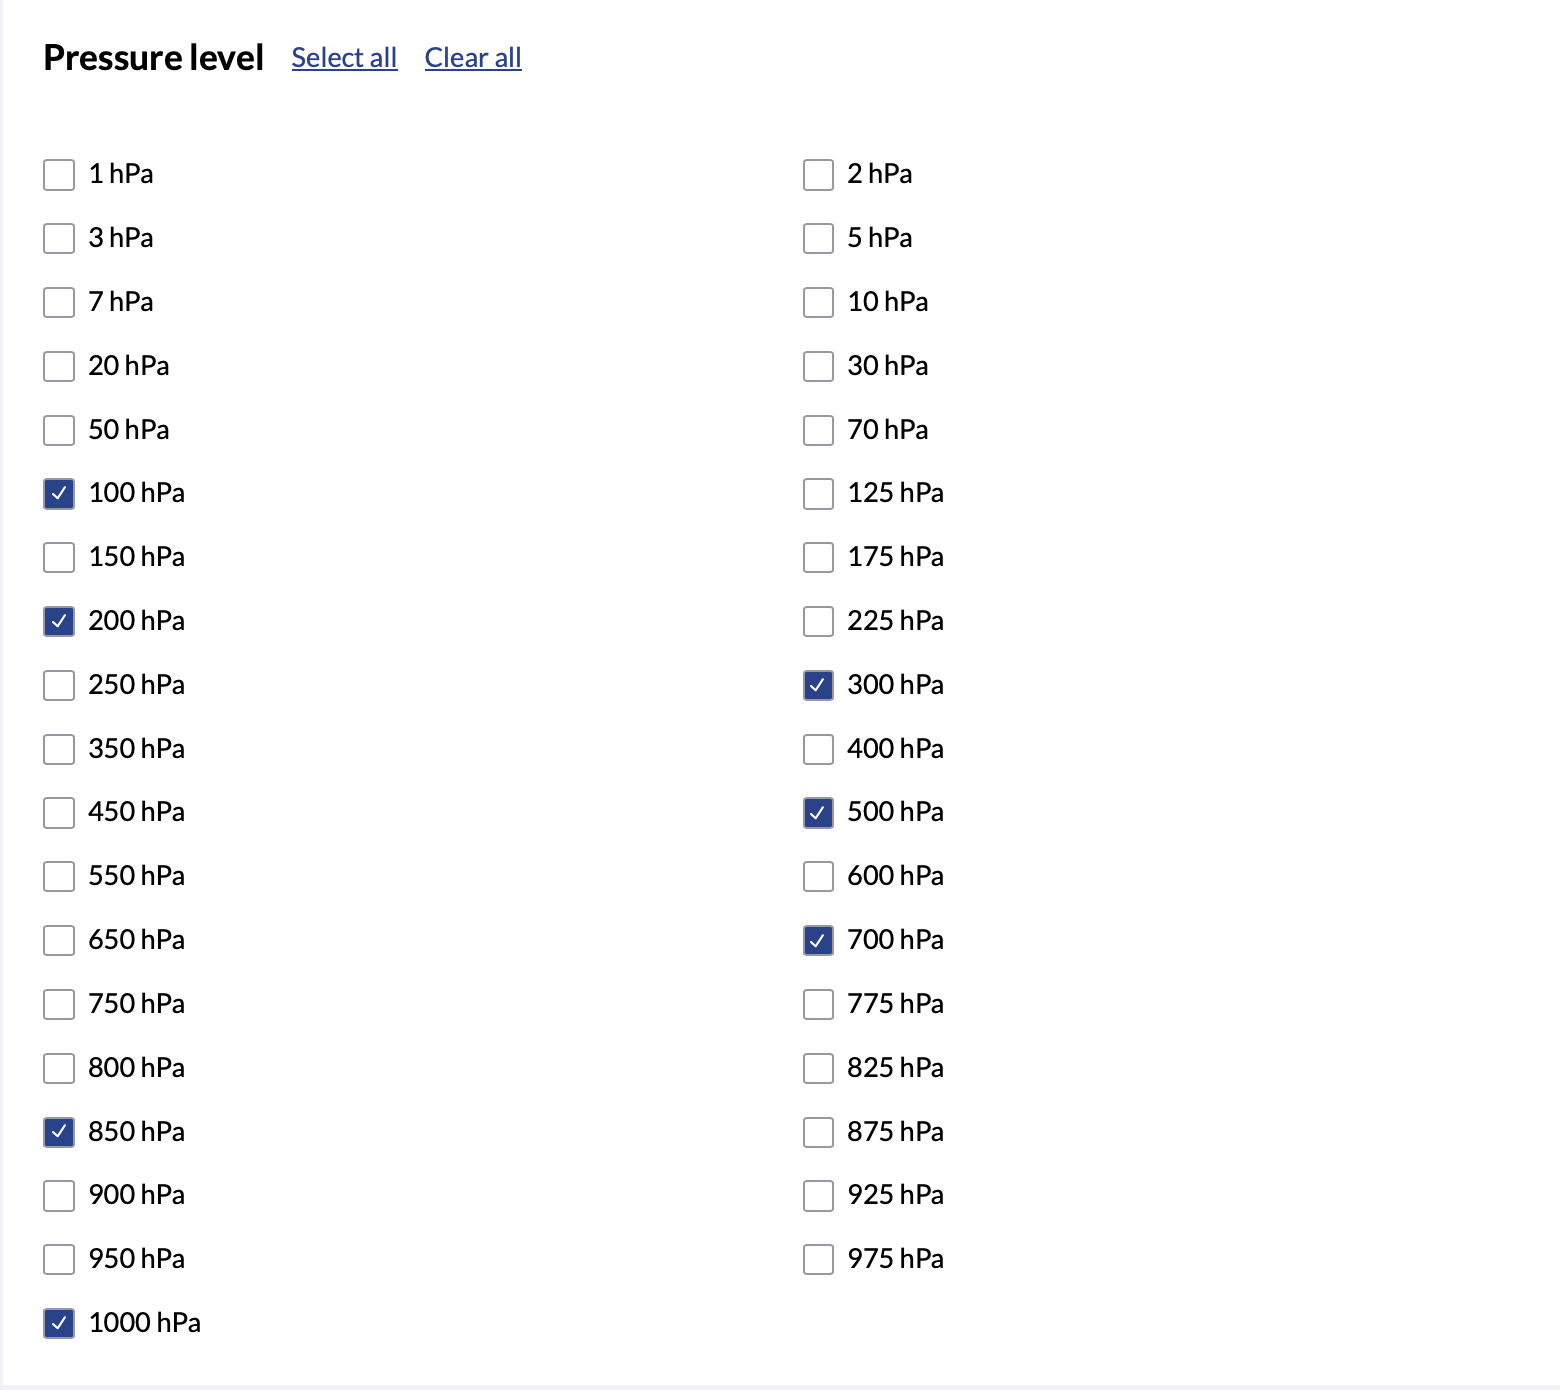 Pressure level Select all Clear all
1 hPa 2 hPa
3 hPa 5 hPa
7 hPa 10 hPa
20 hPa 30 hPa
50 hPa 70 hPa
100 hPa 125 hPa
150 hPa 175 hPa
200 hPa 225 hPa
250 hPa 300 hPa
350 hPa 400 hPa
450 hPa 500 hPa
550 hPa 600 hPa
650 hPa 700 hPa
750 hPa 775 hPa
800 hPa 825 hPa
850 hPa 875 hPa
900 hPa 925 hPa
950 hPa 975 hPa
1000 hPa